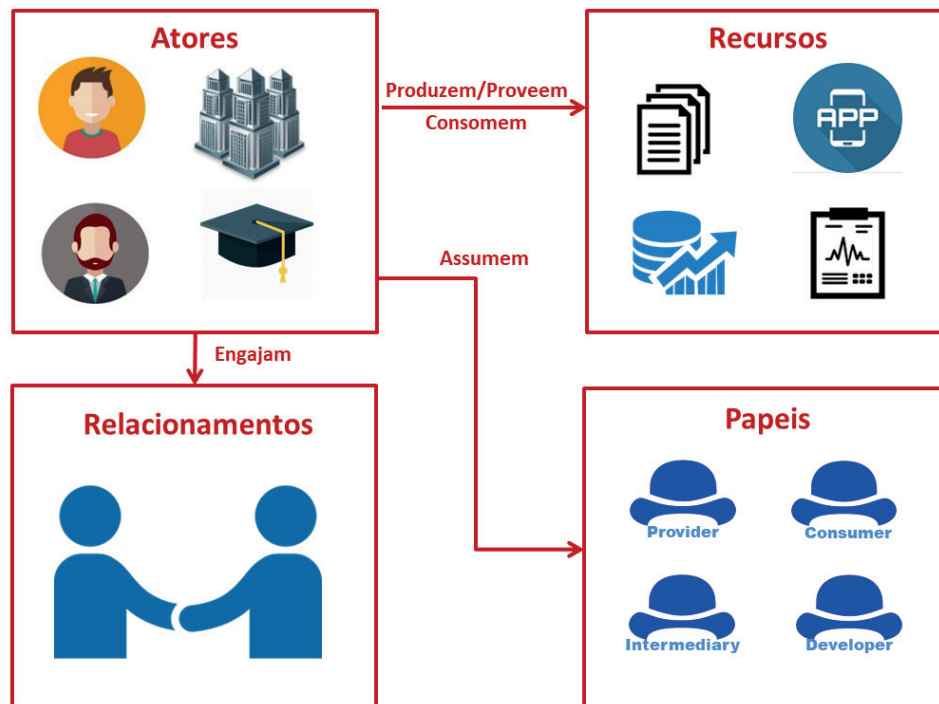 Atores
Produzem/Proveem
Consomem
Recursos
APP
Assumem
Engajam
Relacionamentos
Papeis
Provider
Consumer
Intermediary
Developer